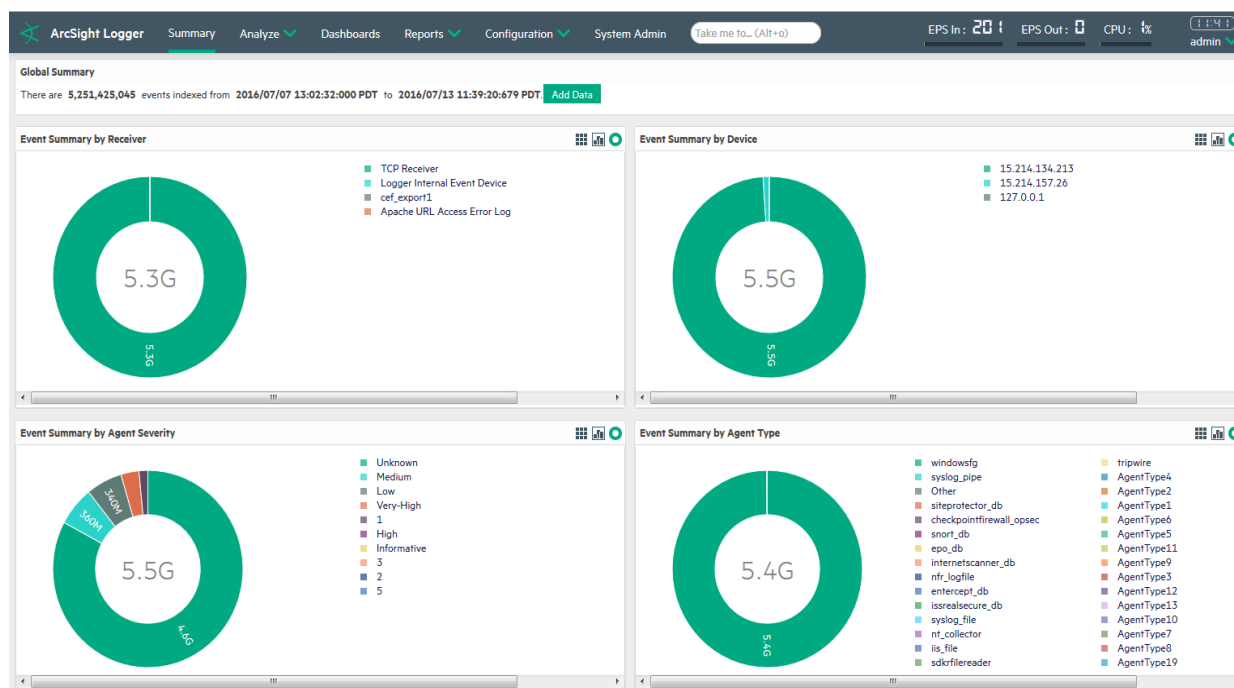 ArcSight Logger Summary Analyze Dashboards Reports Configuration System Admin Take me to... (Alt+o) EPS In : 201 EPS Out : 0 CPU : 1% 11:41
admin
Global Summary
There are 5,251,425,045 events indexed from 2016/07/07 13:02:32:000 PDT to 2016/07/13 11:39:20:679 PDT. Add Data
Event Summary by Receiver
TCP Receiver
Logger Internal Event Device
cef_export1
Apache URL Access Error Log
5.3G
5.3G
Event Summary by Device
15.214.134.213
15.214.157.26
127.0.0.1
5.5G
5.5G
Event Summary by Agent Severity
Unknown
Medium
Low
Very-High
1
High
Informative
3
2
5
340M
360M
5.5G
4.6G
Event Summary by Agent Type
windowsfg
syslog_pipe
Other
siteprotector_db
checkpointfirewall_opsec
snort_db
epo_db
internetscanner_db
nfr_logfile
entercept_db
issrealsecure_db
syslog_file
nt_collector
iis_file
sdkrfilereader
tripwire
AgentType4
AgentType2
AgentType1
AgentType6
AgentType5
AgentType11
AgentType9
AgentType3
AgentType12
AgentType13
AgentType10
AgentType7
AgentType8
AgentType19
5.4G
5.4G